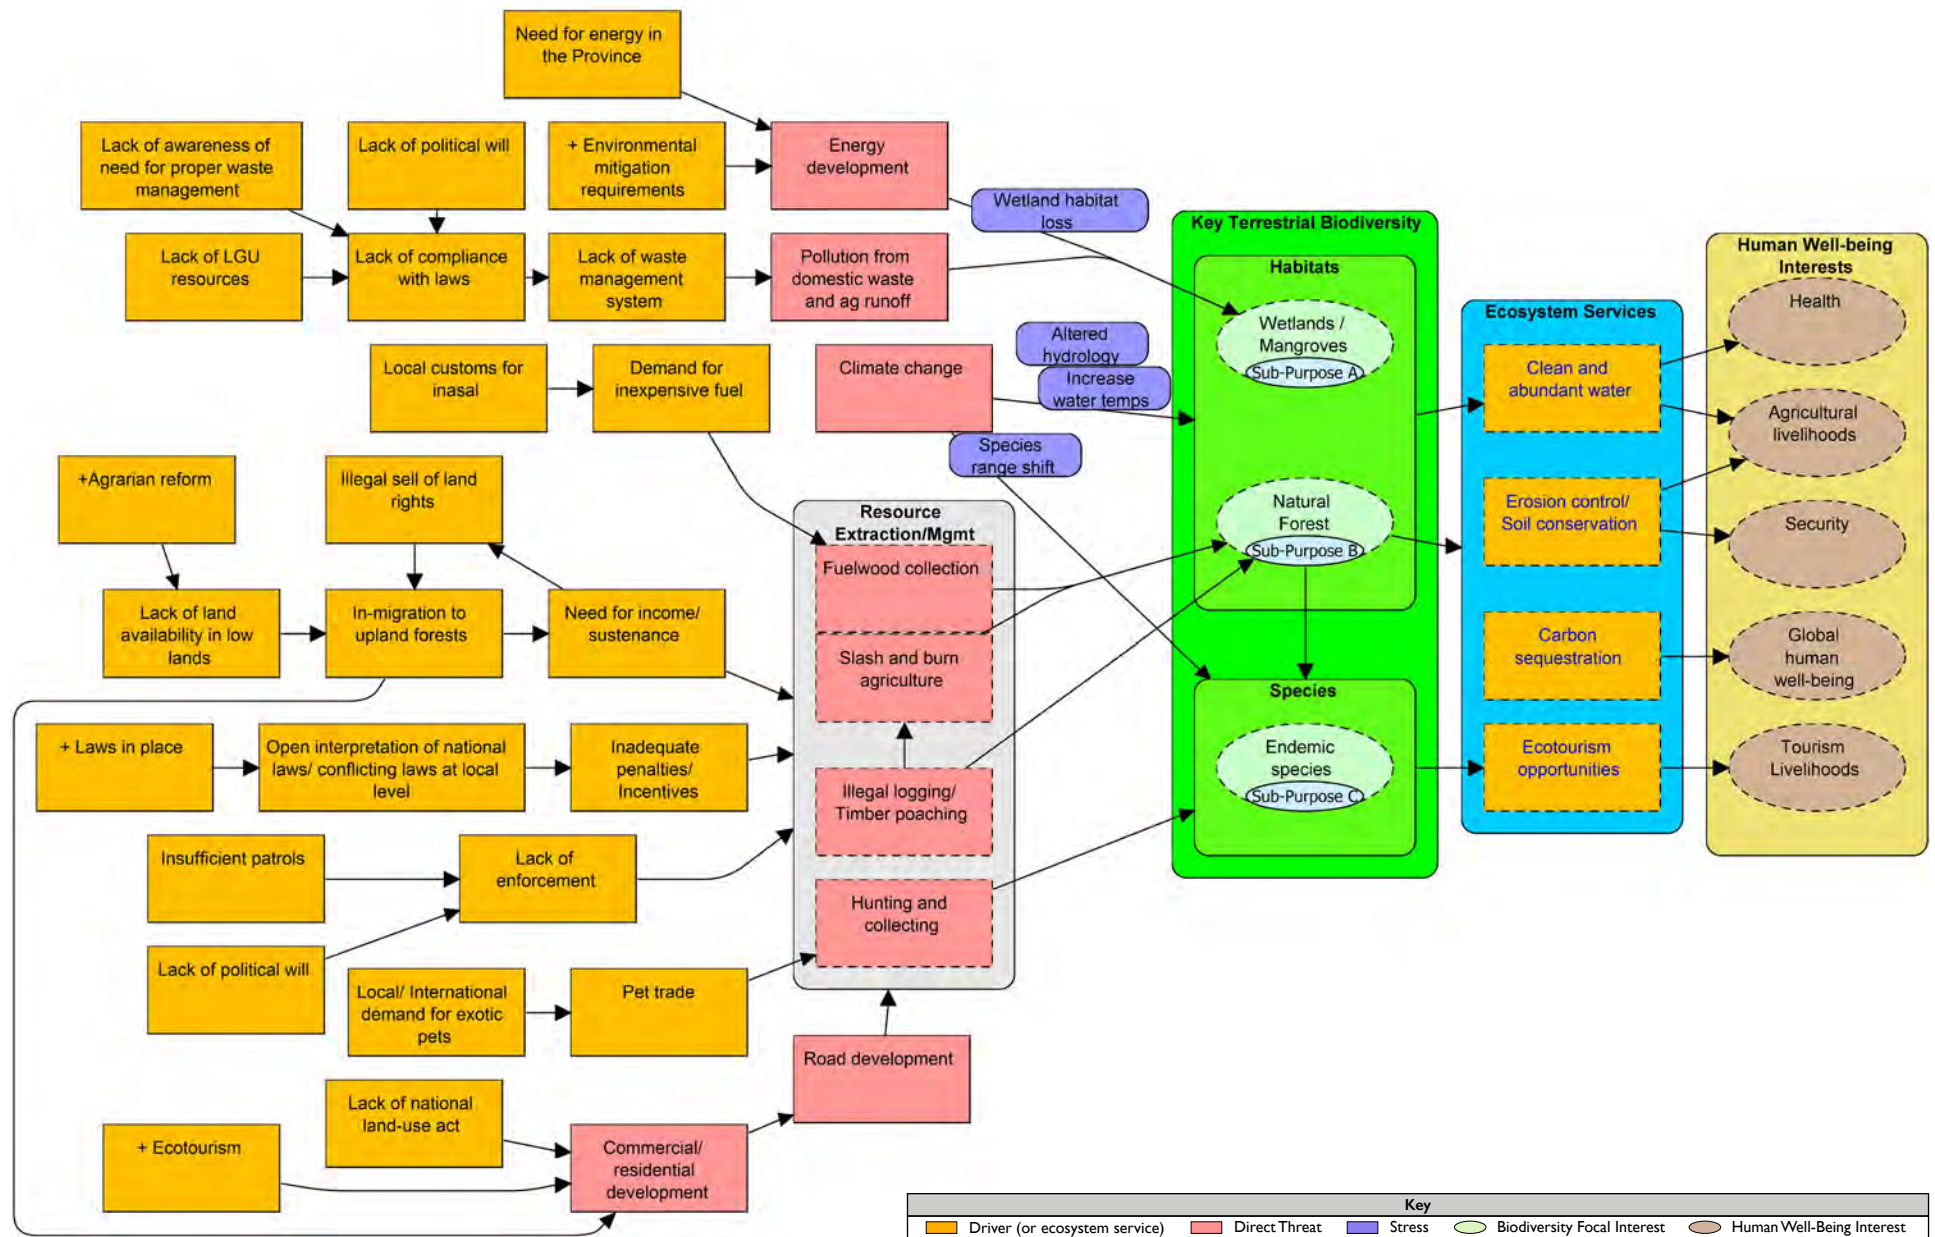 Need for energy in
the Province
Lack of awareness of
need for proper waste
management
Lack of political will
+ Environmental
mitigation
requirements
Energy
development
Wetland habitat
loss
Lack of LGU
resources
Lack of compliance
with laws
Lack of waste
management
system
Pollution from
domestic waste
and ag runoff
Local customs for
inasal
Demand for
inexpensive fuel
Climate change
Altered
hydrology
Increase
water temps
Species
range shift
+Agrarian reform
Illegal sell of land
rights
Lack of land
availability in low
lands
In-migration to
upland forests
Need for income/
sustenance
Resource
Extraction/Mgmt
Fuelwood collection
Slash and burn
agriculture
Illegal logging/
Timber poaching
Hunting and
collecting
+ Laws in place
Open interpretation of national
laws/ conflicting laws at local
level
Inadequate
penalties/
Incentives
Insufficient patrols
Lack of
enforcement
Lack of political will
Local/ International
demand for exotic
pets
Pet trade
Road development
Lack of national
land-use act
+ Ecotourism
Commercial/
residential
development
Key Terrestrial Biodiversity
Habitats
Wetlands /
Mangroves
Sub-Purpose A
Natural
Forest
Sub-Purpose B
Species
Endemic
species
Sub-Purpose C
Ecosystem Services
Clean and
abundant water
Erosion control/
Soil conservation
Carbon
sequestration
Ecotourism
opportunities
Human Well-being
Interests
Health
Agricultural
livelihoods
Security
Global
human
well-being
Tourism
Livelihoods
Key
Driver (or ecosystem service)
Direct Threat
Stress
Biodiversity Focal Interest
Human Well-Being Interest